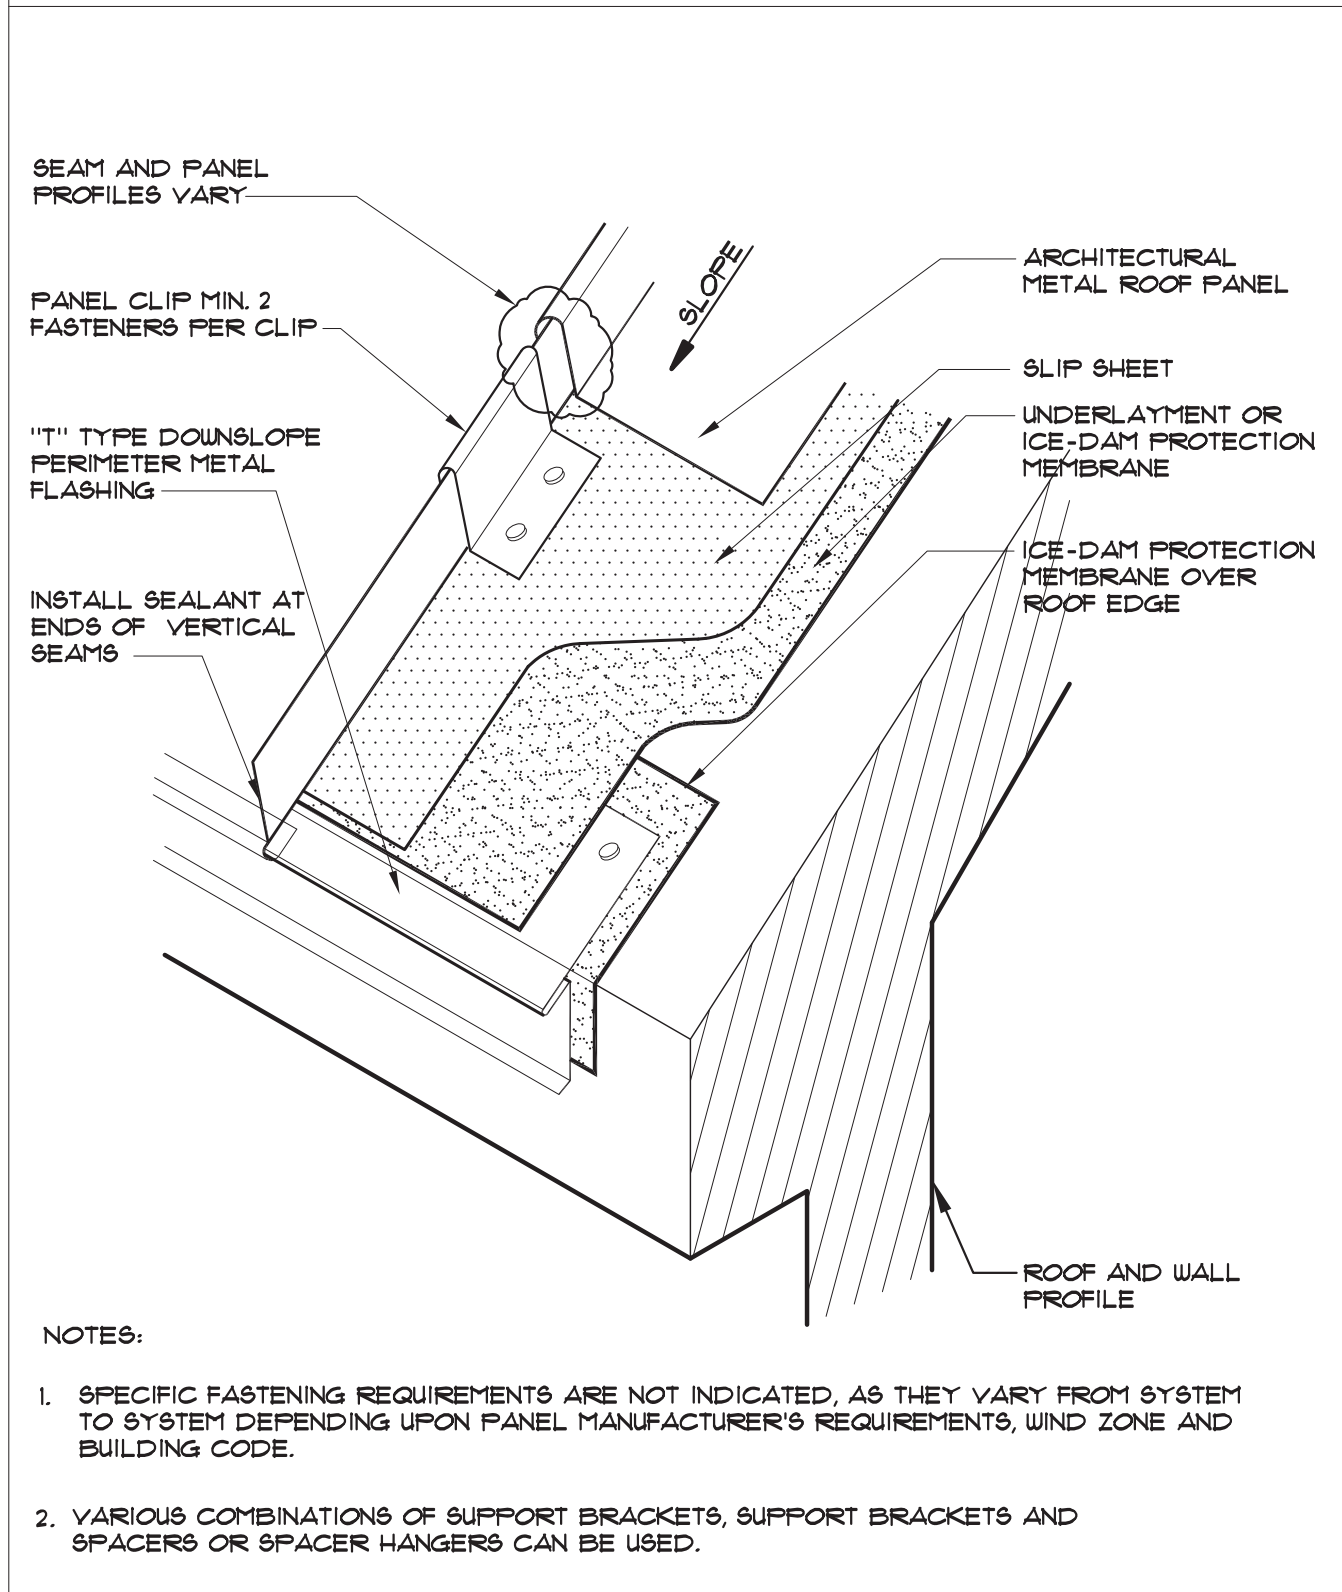 SEAM AND PANEL
PROFILES VARY
PANEL CLIP MIN. 2
FASTENERS PER CLIP
"T" TYPE DOWNSLOPE
PERIMETER METAL
FLASHING
INSTALL SEALANT AT
ENDS OF VERTICAL
SEAMS
SLOPE
ARCHITECTURAL
METAL ROOF PANEL
SLIP SHEET
UNDERLAYMENT OR
ICE-DAM PROTECTION
MEMBRANE
ICE-DAM PROTECTION
MEMBRANE OVER
ROOF EDGE
ROOF AND WALL
PROFILE
NOTES:
1. SPECIFIC FASTENING REQUIREMENTS ARE NOT INDICATED, AS THEY VARY FROM SYSTEM
TO SYSTEM DEPENDING UPON PANEL MANUFACTURER'S REQUIREMENTS, WIND ZONE AND
BUILDING CODE.
2. VARIOUS COMBINATIONS OF SUPPORT BRACKETS, SUPPORT BRACKETS AND
SPACERS OR SPACER HANGERS CAN BE USED.